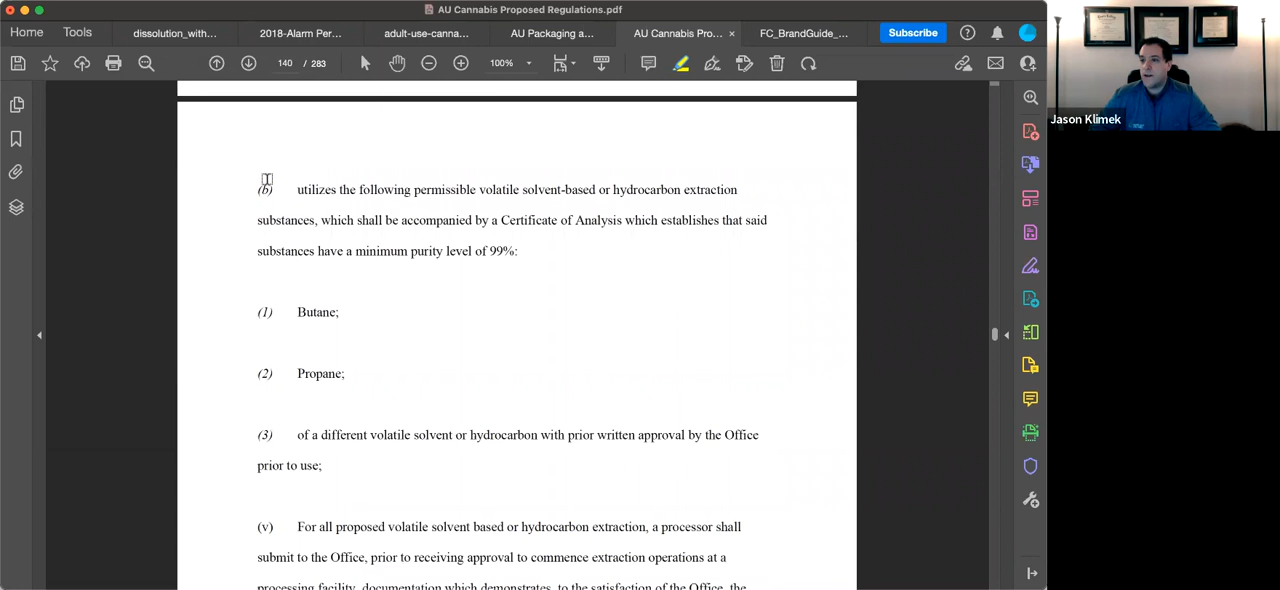 AU Cannabis Proposed Regulations.pdf
Home
Tools
dissolution_with...
2018-Alarm Per...
adult-use-canna...
AU Packaging a...
AU Cannabis Pro...
FC_BrandGuide_...
Subscribe
140 / 283
100%
(b) utilizes the following permissible volatile solvent-based or hydrocarbon extraction
substances, which shall be accompanied by a Certificate of Analysis which establishes that said
substances have a minimum purity level of 99%:
(1) Butane;
(2) Propane;
(3) of a different volatile solvent or hydrocarbon with prior written approval by the Office
prior to use;
(v) For all proposed volatile solvent based or hydrocarbon extraction, a processor shall
submit to the Office, prior to receiving approval to commence extraction operations at a
processing facility, documentation which demonstrates, to the satisfaction of the Office, the
Jason Klimek